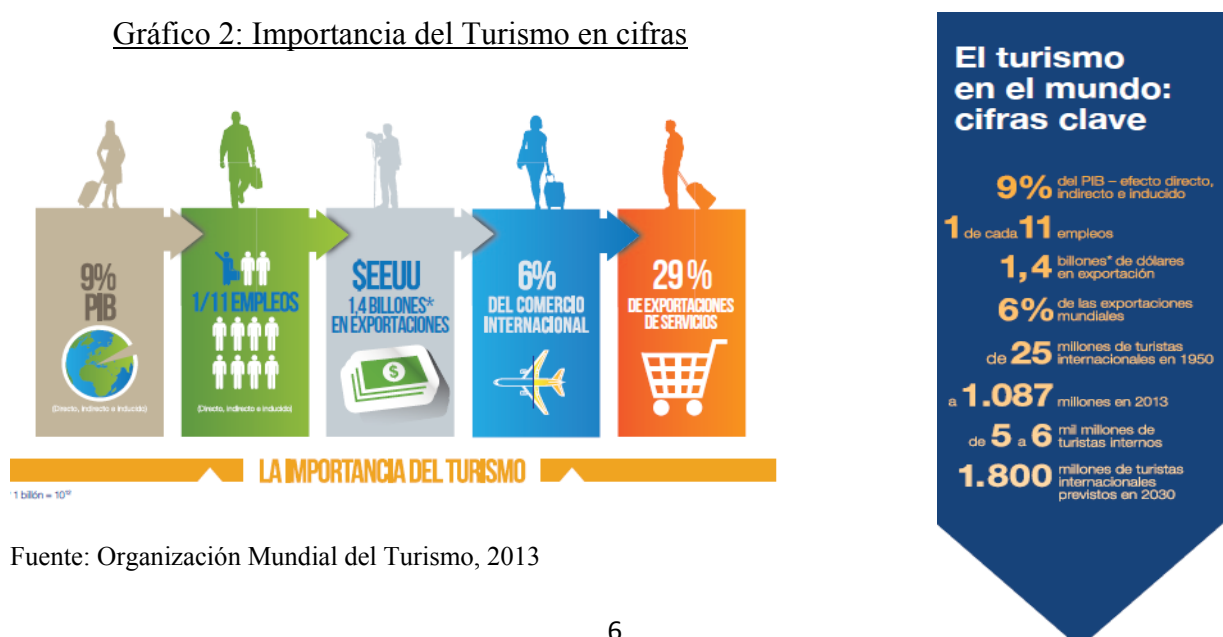 Gráfico 2: Importancia del Turismo en cifras
9%
PIB
(Directo, indirecto e inducido)
1/11 EMPLEOS
(Directo, indirecto e inducido)
$EEUU
1,4 BILLONES*
EN EXPORTACIONES
$
6%
DEL COMERCIO
INTERNACIONAL
29%
DE EXPORTACIONES
DE SERVICIOS
LA IMPORTANCIA DEL TURISMO
* 1 billón = 10¹²
Fuente: Organización Mundial del Turismo, 2013
6
El turismo
en el mundo:
cifras clave
9% del PIB – efecto directo,
indirecto e inducido
1 de cada 11 empleos
1,4 billones* de dólares
en exportación
6% de las exportaciones
mundiales
de 25 millones de turistas
internacionales en 1950
a 1.087 millones en 2013
de 5 a 6 mil millones de
turistas internos
1.800 millones de turistas
internacionales
previstos en 2030